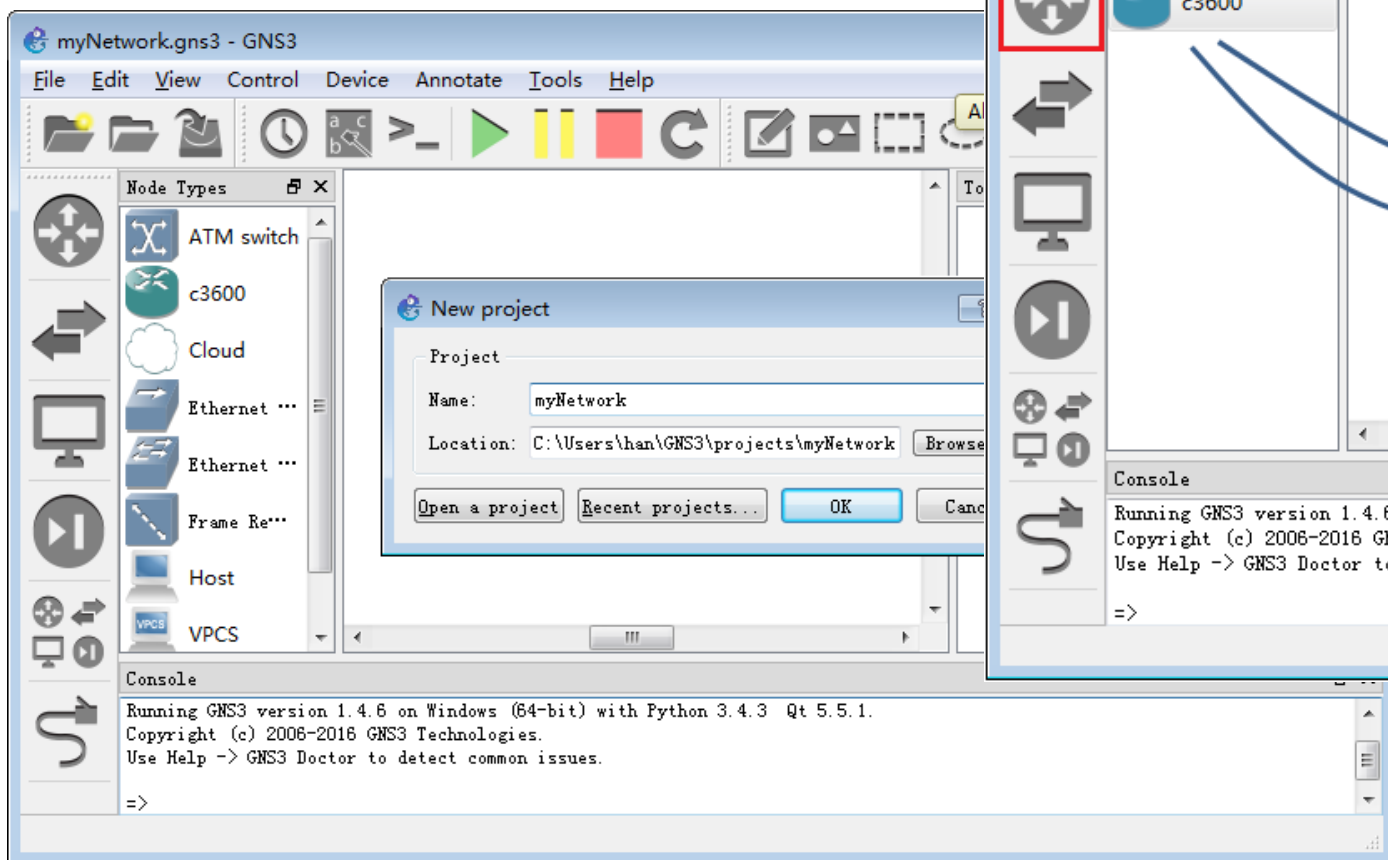 myNetwork.gns3 - GNS3
File Edit View Control Device Annotate Tools Help
Node Types
ATM switch
c3600
Cloud
Ethernet ...
Ethernet ...
Frame Re...
Host
VPCS
New project
Project
Name: myNetwork
Location: C:\Users\han\GNS3\projects\myNetwork Browse
Open a project Recent projects... OK
Console
Running GNS3 version 1.4.6 on Windows (64-bit) with Python 3.4.3 Qt 5.5.1.
Copyright (c) 2006-2016 GNS3 Technologies.
Use Help -> GNS3 Doctor to detect common issues.
=>
c3600
Console
Running GNS3 version 1.4.6
Copyright (c) 2006-2016
Use Help -> GNS3 Doctor
=>